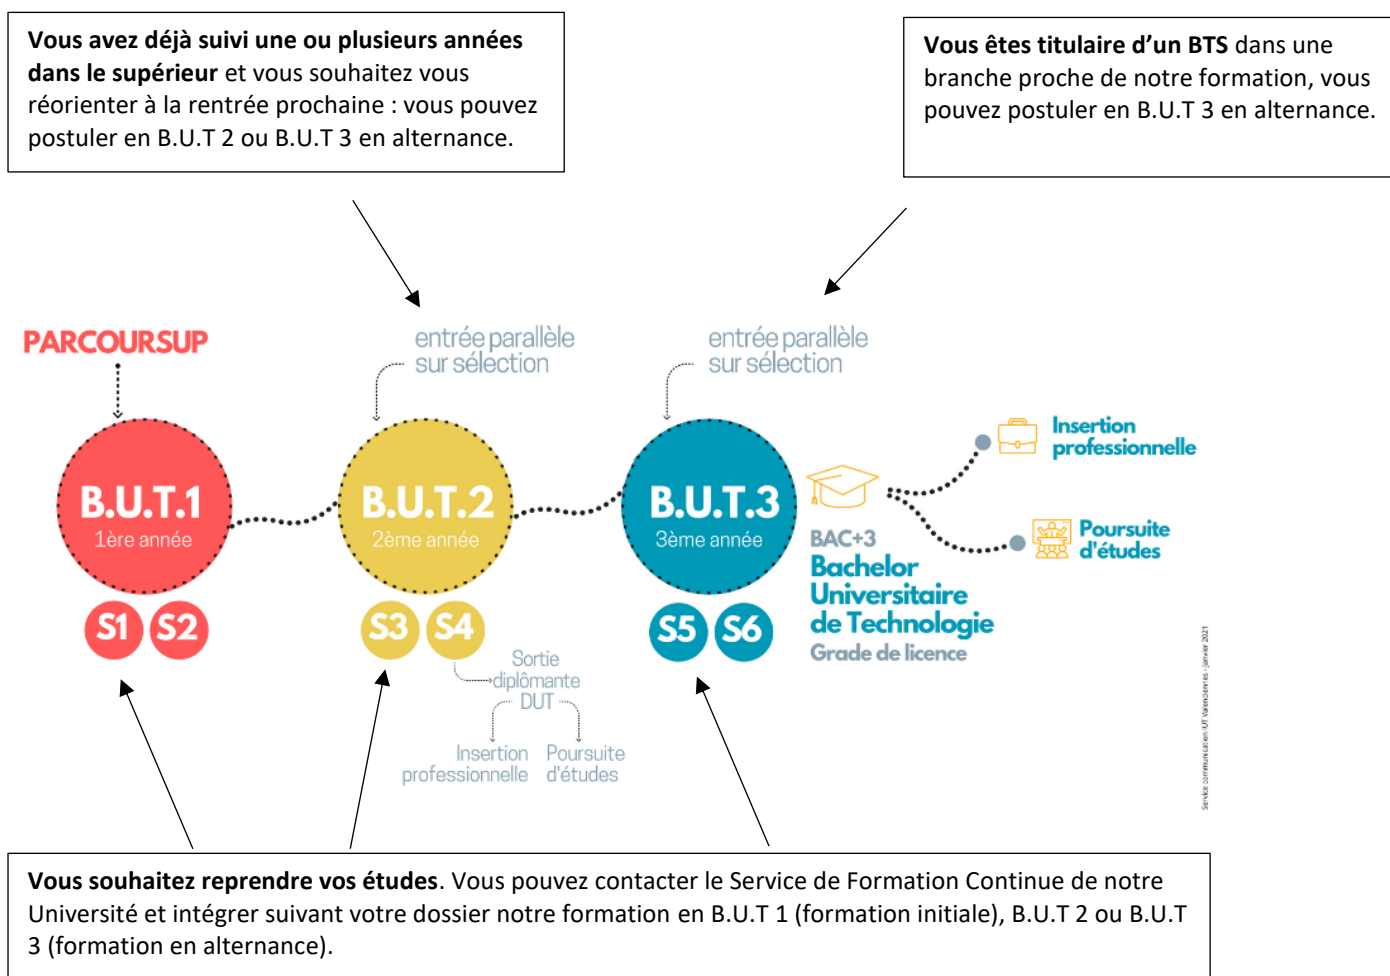 Vous avez déjà suivi une ou plusieurs années
dans le supérieur et vous souhaitez vous
réorienter à la rentrée prochaine : vous pouvez
postuler en B.U.T 2 ou B.U.T 3 en alternance.
Vous êtes titulaire d’un BTS dans une
branche proche de notre formation, vous
pouvez postuler en B.U.T 3 en alternance.
PARCOURSUP
entrée parallèle
sur sélection
entrée parallèle
sur sélection
B.U.T.1
1ère année
B.U.T.2
2ème année
B.U.T.3
3ème année
S1 S2
S3 S4
S5 S6
Sortie
diplômante
DUT
Insertion
professionnelle
Poursuite
d'études
BAC+3
Bachelor
Universitaire
de Technologie
Grade de licence
Insertion
professionnelle
Poursuite
d'études
Service communication IUT Valenciennes - janvier 2021
Vous souhaitez reprendre vos études. Vous pouvez contacter le Service de Formation Continue de notre
Université et intégrer suivant votre dossier notre formation en B.U.T 1 (formation initiale), B.U.T 2 ou B.U.T
3 (formation en alternance).